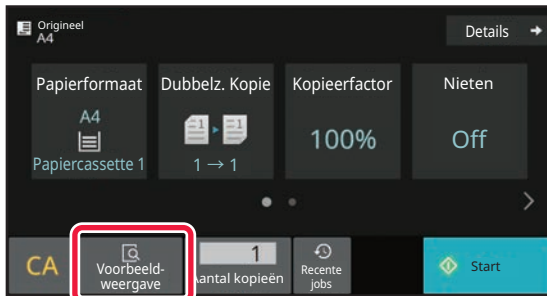 Origineel
A4
Details
Papierformaat
A4
Papiercassette 1
Dubbelz. Kopie
1 → 1
Kopieerfactor
100%
Nieten
Off
CA
Voorbeeld-
weergave
1
Aantal kopieën
Recente
jobs
Start